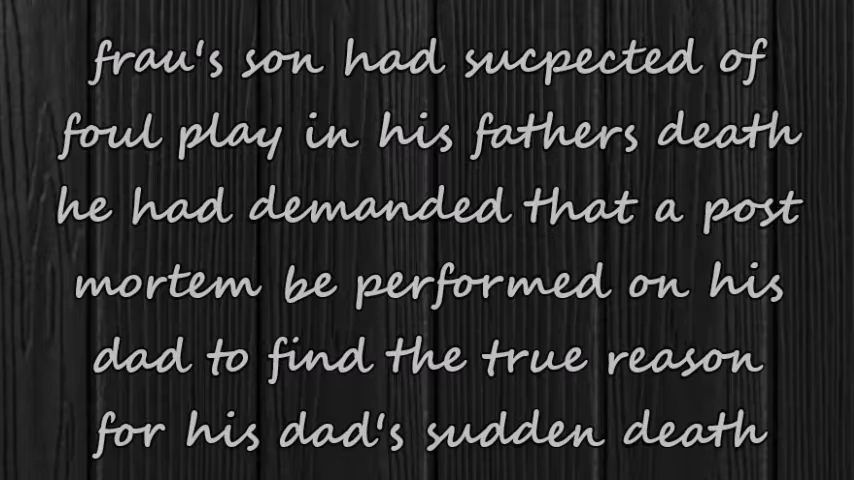 frau's son had sucpected of
foul play in his fathers death
he had demanded that a post
mortem be performed on his
dad to find the true reason
for his dad's sudden death